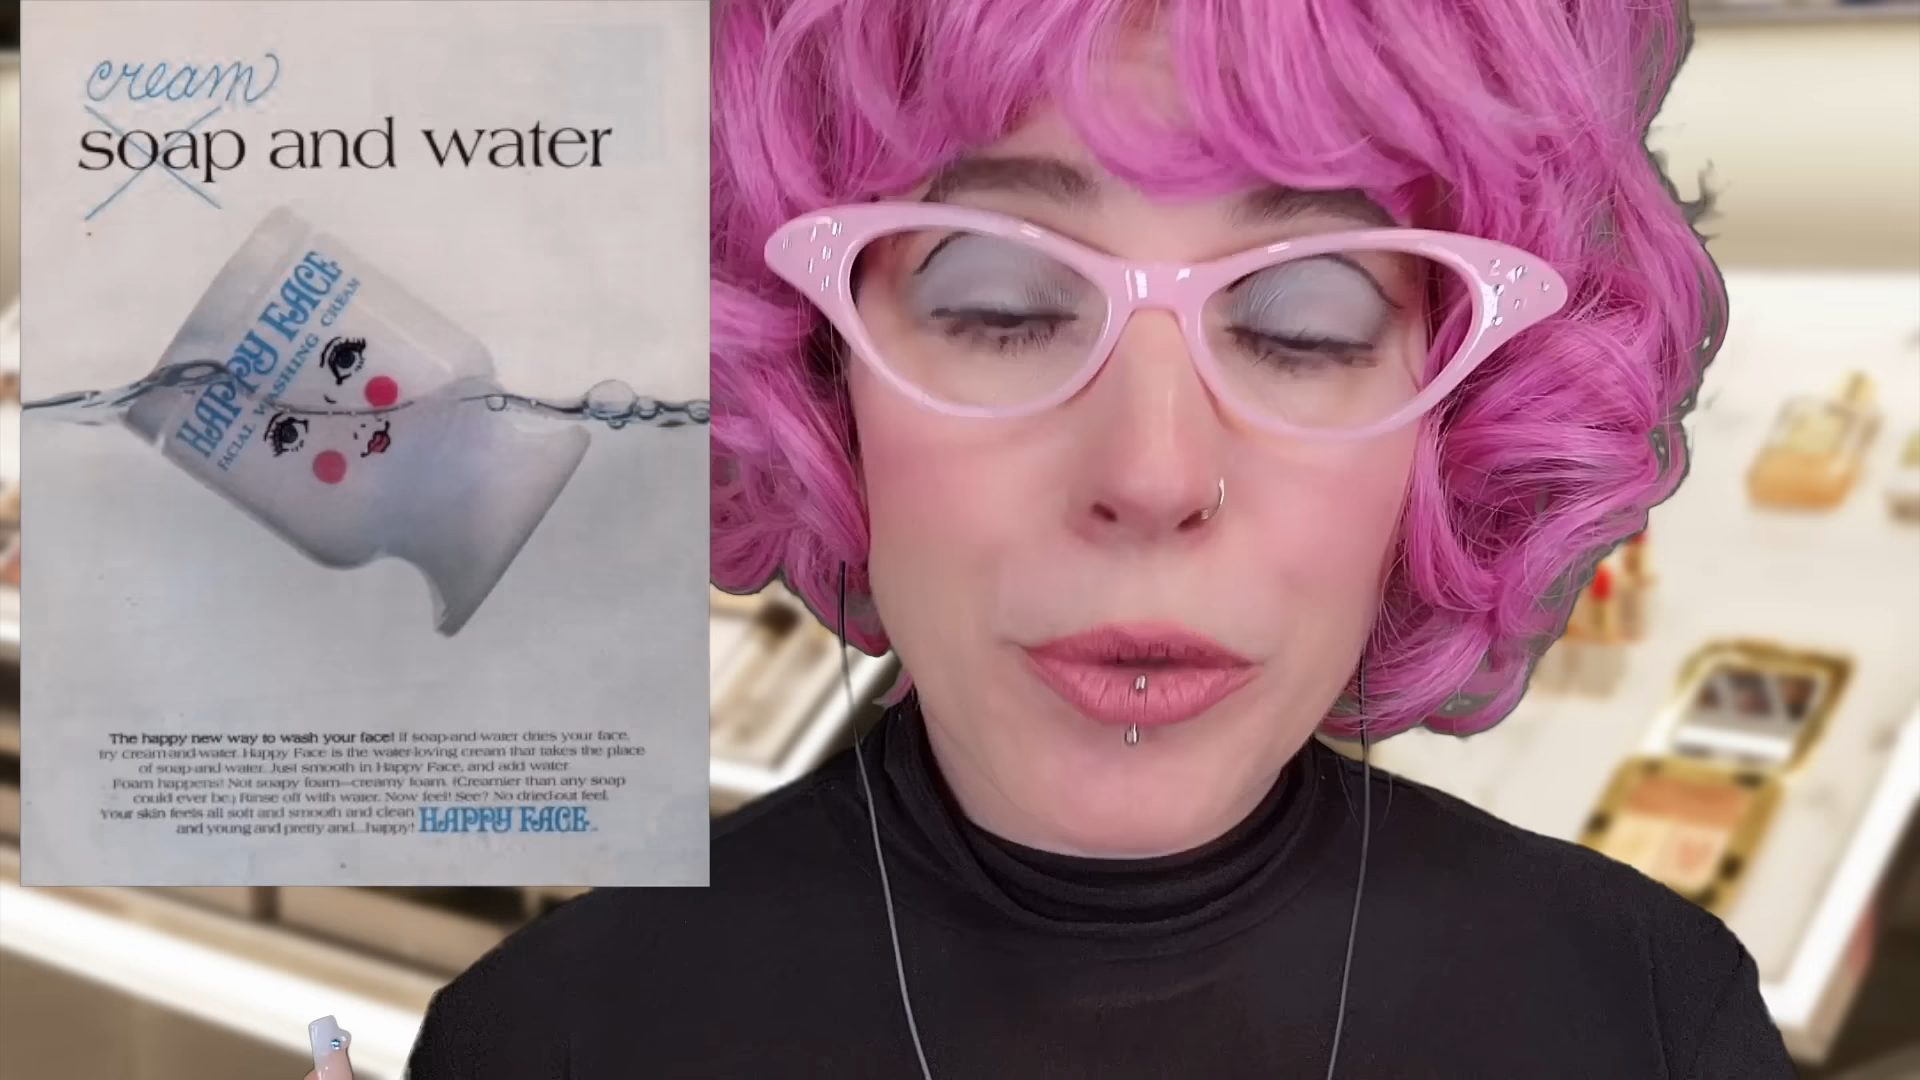 cream
soap and water
HAPPY FACE
FACIAL WASHING CREAM
The happy new way to wash your face! If soap-and-water dries your face,
try cream-and-water. Happy Face is the water-loving cream that takes the place
of soap-and-water. Just smooth in Happy Face, and add water.
Foam happens! Not soapy foam—creamy foam. (Creamier than any soap
could ever be.) Rinse off with water. Now feel! See? No dried-out feel.
Your skin feels all soft and smooth and clean HAPPY FACE
and young and pretty and...happy!